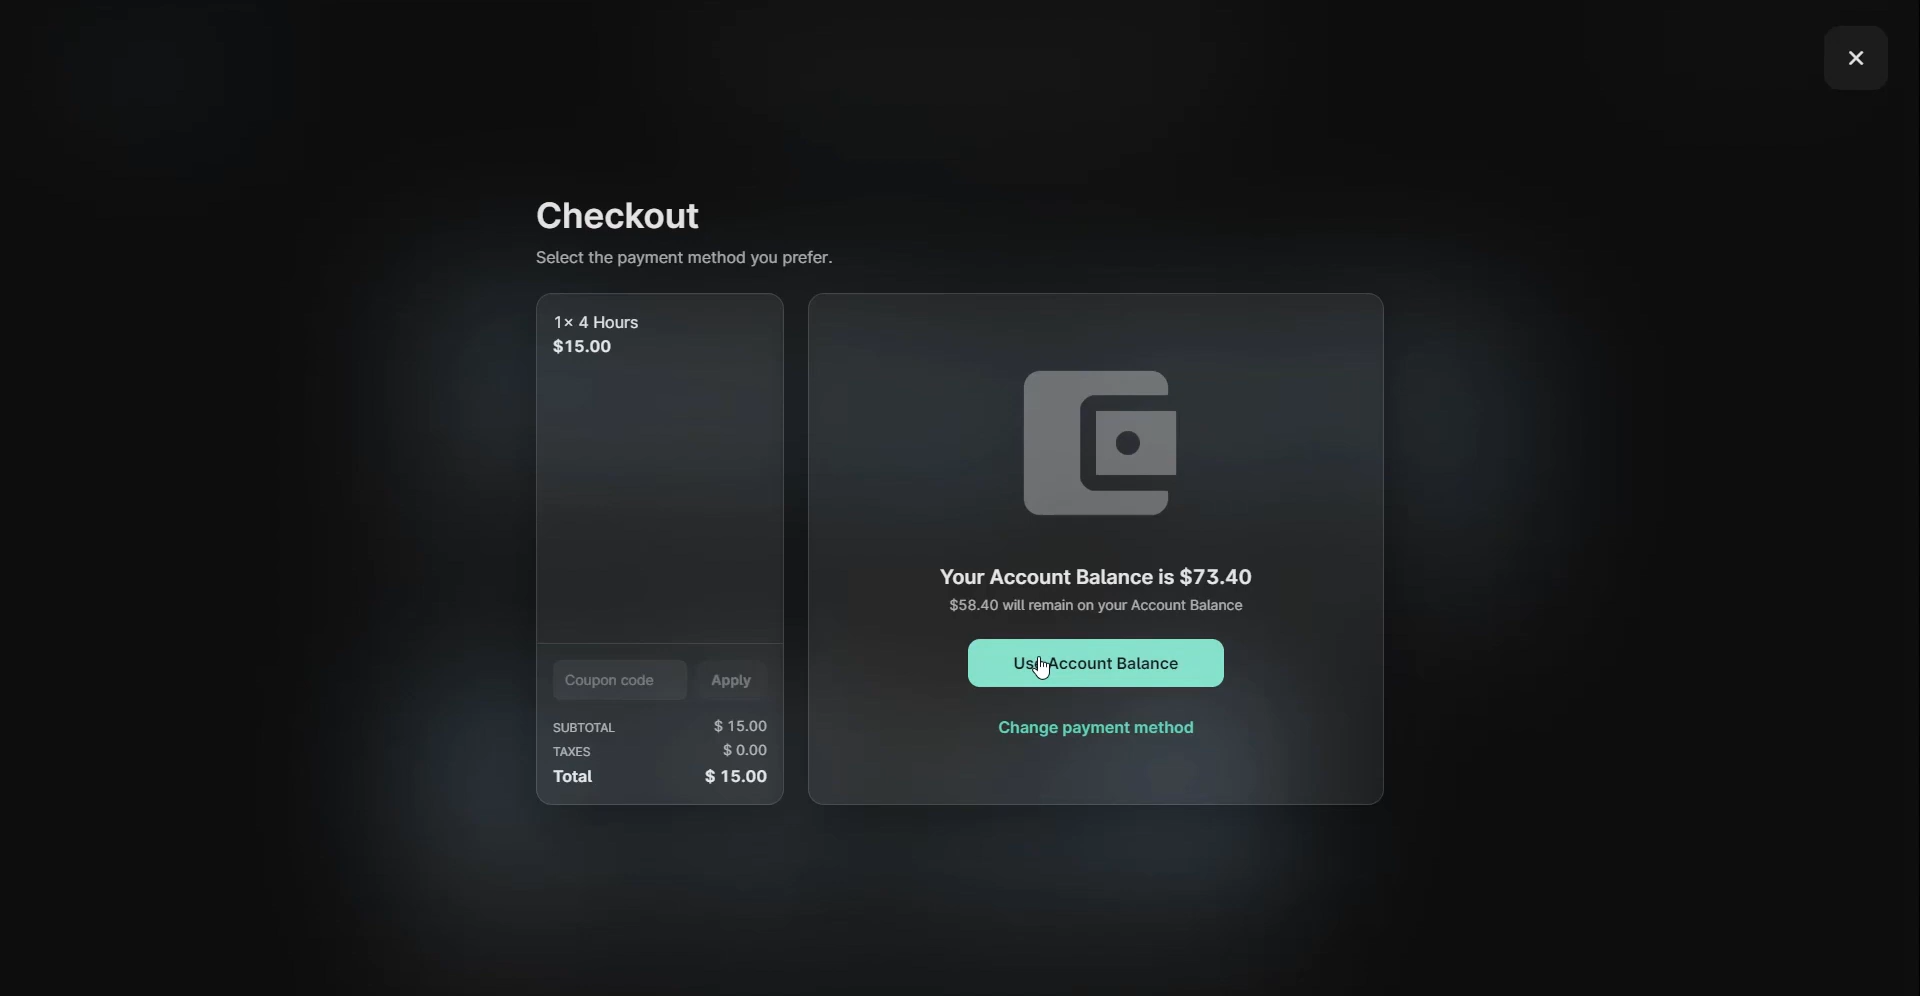 Checkout
Select the payment method you prefer.
1× 4 Hours
$15.00
Coupon code
Apply
SUBTOTAL $ 15.00
TAXES $ 0.00
Total $ 15.00
Your Account Balance is $73.40
$58.40 will remain on your Account Balance
Use Account Balance
Change payment method